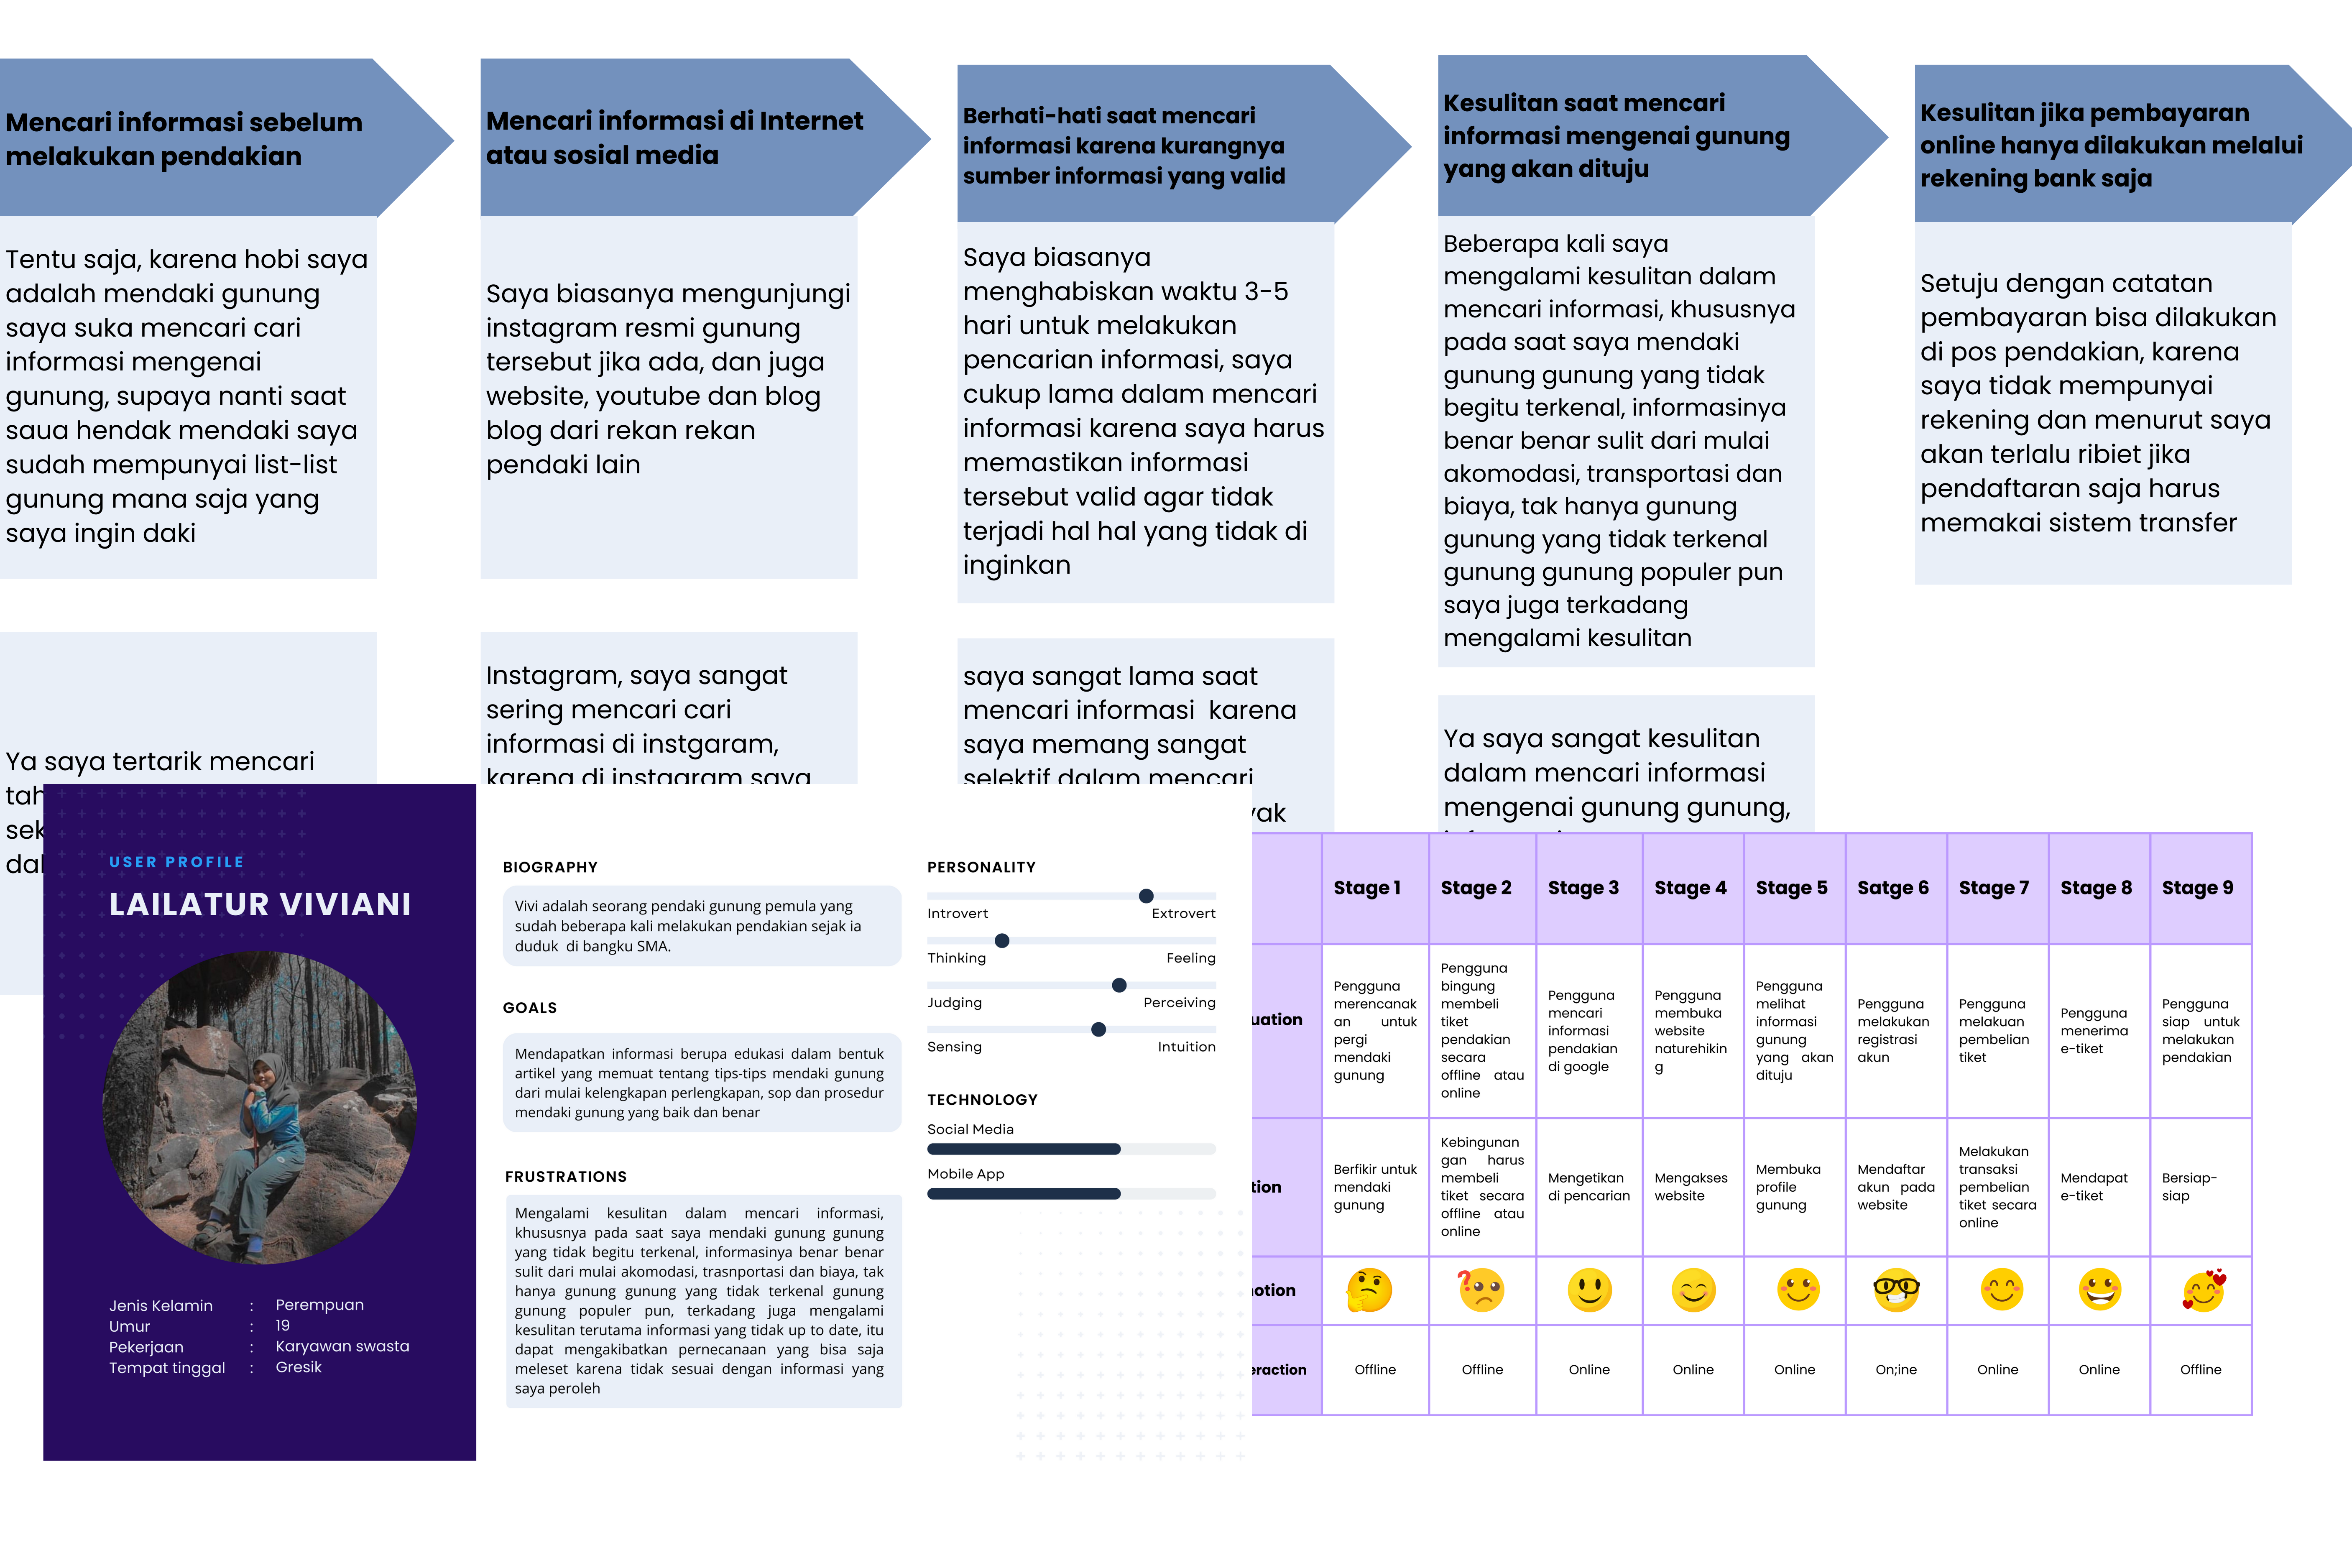 Mencari informasi sebelum
melakukan pendakian
Tentu saja, karena hobi saya
adalah mendaki gunung
saya suka mencari cari
informasi mengenai
gunung, supaya nanti saat
saua hendak mendaki saya
sudah mempunyai list-list
gunung mana saja yang
saya ingin daki
Ya saya tertarik mencari
Mencari informasi di Internet
atau sosial media
Saya biasanya mengunjungi
instagram resmi gunung
tersebut jika ada, dan juga
website, youtube dan blog
blog dari rekan rekan
pendaki lain
Instagram, saya sangat
sering mencari cari
informasi di instgaram,
karena di instagram saya
Berhati-hati saat mencari
informasi karena kurangnya
sumber informasi yang valid
Saya biasanya
menghabiskan waktu 3-5
hari untuk melakukan
pencarian informasi, saya
cukup lama dalam mencari
informasi karena saya harus
memastikan informasi
tersebut valid agar tidak
terjadi hal hal yang tidak di
inginkan
saya sangat lama saat
mencari informasi  karena
saya memang sangat
selektif dalam mencari
Kesulitan saat mencari
informasi mengenai gunung
yang akan dituju
Beberapa kali saya
mengalami kesulitan dalam
mencari informasi, khususnya
pada saat saya mendaki
gunung gunung yang tidak
begitu terkenal, informasinya
benar benar sulit dari mulai
akomodasi, transportasi dan
biaya, tak hanya gunung
gunung yang tidak terkenal
gunung gunung populer pun
saya juga terkadang
mengalami kesulitan
Ya saya sangat kesulitan
dalam mencari informasi
mengenai gunung gunung,
Kesulitan jika pembayaran
online hanya dilakukan melalui
rekening bank saja
Setuju dengan catatan
pembayaran bisa dilakukan
di pos pendakian, karena
saya tidak mempunyai
rekening dan menurut saya
akan terlalu ribiet jika
pendaftaran saja harus
memakai sistem transfer
USER PROFILE
LAILATUR VIVIANI
Jenis Kelamin : Perempuan
Umur : 19
Pekerjaan : Karyawan swasta
Tempat tinggal : Gresik
BIOGRAPHY
Vivi adalah seorang pendaki gunung pemula yang
sudah beberapa kali melakukan pendakian sejak ia
duduk  di bangku SMA.
GOALS
Mendapatkan informasi berupa edukasi dalam bentuk
artikel yang memuat tentang tips-tips mendaki gunung
dari mulai kelengkapan perlengkapan, sop dan prosedur
mendaki gunung yang baik dan benar
FRUSTRATIONS
Mengalami kesulitan dalam mencari informasi,
khususnya pada saat saya mendaki gunung gunung
yang tidak begitu terkenal, informasinya benar benar
sulit dari mulai akomodasi, trasnportasi dan biaya, tak
hanya gunung gunung yang tidak terkenal gunung
gunung populer pun, terkadang juga mengalami
kesulitan terutama informasi yang tidak up to date, itu
dapat mengakibatkan pernecanaan yang bisa saja
meleset karena tidak sesuai dengan informasi yang
saya peroleh
PERSONALITY
Introvert Extrovert
Thinking Feeling
Judging Perceiving
Sensing Intuition
TECHNOLOGY
Social Media
Mobile App
Stage 1 Stage 2 Stage 3 Stage 4 Stage 5 Satge 6 Stage 7 Stage 8 Stage 9
Pengguna
merencanak
an untuk
pergi
mendaki
gunung
Pengguna
bingung
membeli
tiket
pendakian
secara
offline atau
online
Pengguna
mencari
informasi
pendakian
di google
Pengguna
membuka
website
naturehikin
g
Pengguna
melihat
informasi
gunung
yang akan
dituju
Pengguna
melakukan
registrasi
akun
Pengguna
melakuan
pembelian
tiket
Pengguna
menerima
e-tiket
Pengguna
siap untuk
melakukan
pendakian
Berfikir untuk
mendaki
gunung
Kebingunan
gan harus
membeli
tiket secara
offline atau
online
Mengetikan
di pencarian
Mengakses
website
Membuka
profile
gunung
Mendaftar
akun pada
website
Melakukan
transaksi
pembelian
tiket secara
online
Mendapat
e-tiket
Bersiap-
siap
Offline Offline Online Online Online On;ine Online Online Offline